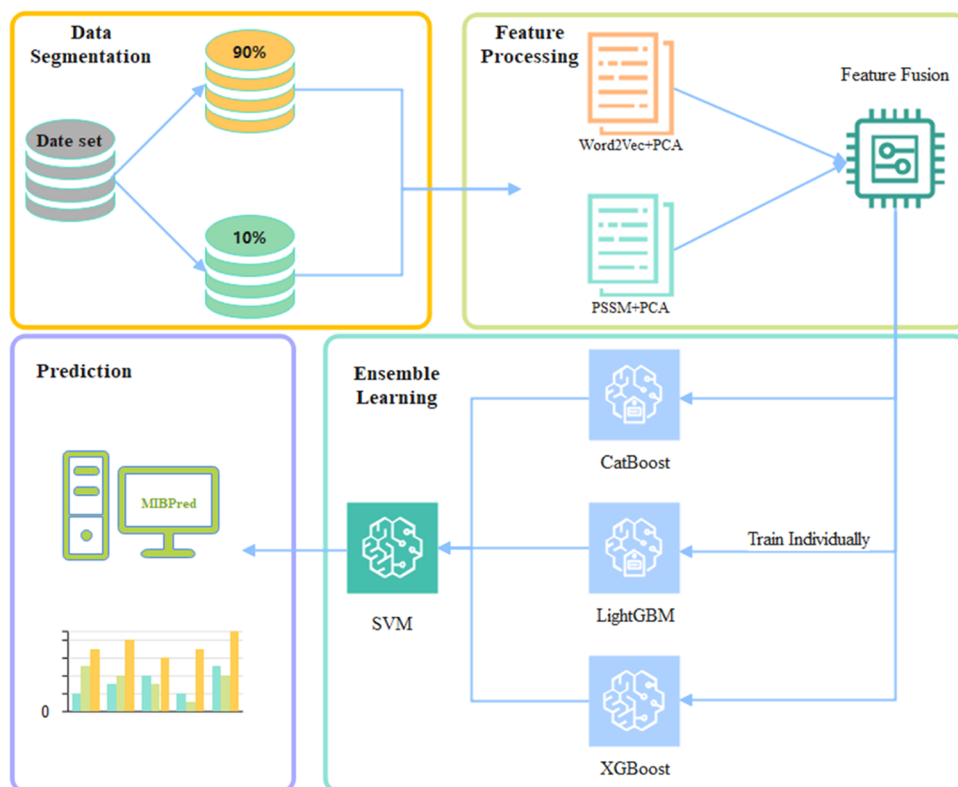 Data
Segmentation
90%
Date set
10%
Feature
Processing
Word2Vec+PCA
PSSM+PCA
Feature Fusion
Prediction
MIBPred
0
Ensemble
Learning
CatBoost
Train Individually
LightGBM
SVM
XGBoost